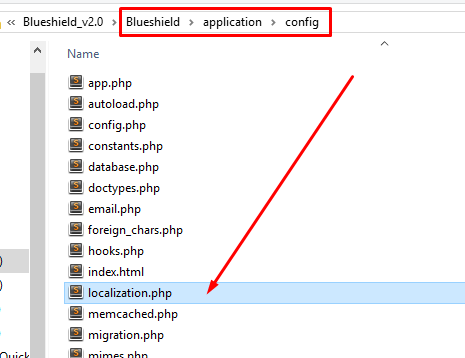 « Blueshield_v2.0 > Blueshield > application > config
Name
app.php
autoload.php
config.php
constants.php
database.php
doctypes.php
email.php
foreign_chars.php
hooks.php
index.html
localization.php
memcached.php
migration.php
mimes.php
Quick